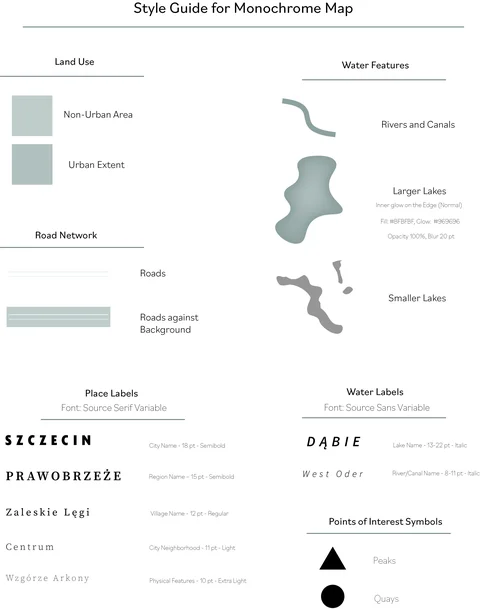 Style Guide for Monochrome Map
Land Use
Non-Urban Area
Urban Extent
Road Network
Roads
Roads against
Background
Water Features
Rivers and Canals
Larger Lakes
Inner glow on the Edge (Normal)
Fill: #BFBFBF, Glow: #969696
Opacity 100%, Blur 20 pt
Smaller Lakes
Place Labels
Font: Source Serif Variable
SZCZECIN
City Name - 18 pt - Semibold
PRAWOBRZEŻE
Region Name - 15 pt - Semibold
Zaleskie Lęgi
Village Name - 12 pt - Regular
Centrum
City Neighborhood - 11 pt - Light
Wzgórze Arkony
Physical Features - 10 pt - Extra Light
Water Labels
Font: Source Sans Variable
DĄBIE
Lake Name - 13-22 pt - Italic
West Oder
River/Canal Name - 8-11 pt - Italic
Points of Interest Symbols
Peaks
Quays